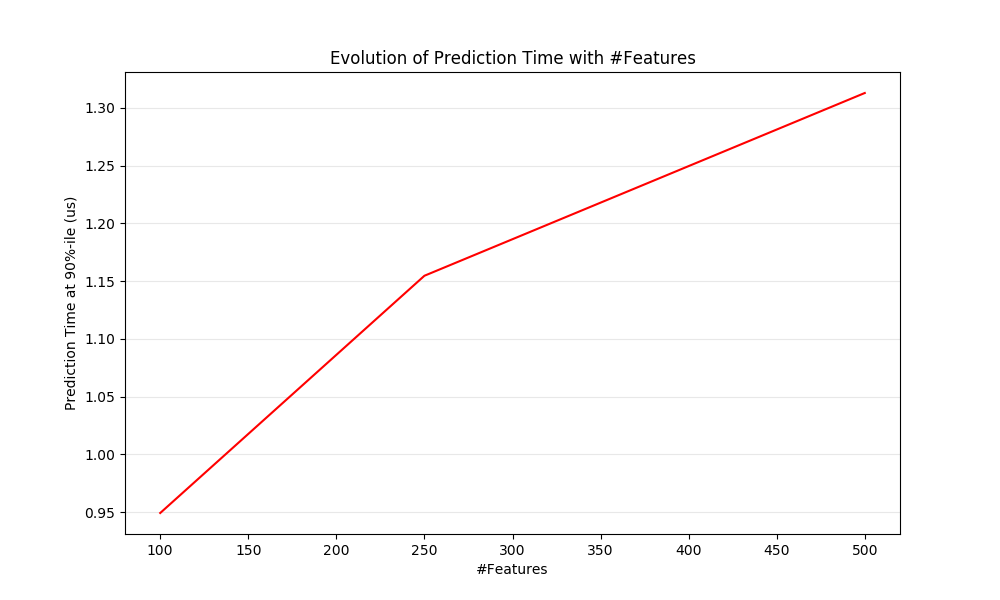 Evolution of Prediction Time with #Features
Prediction Time at 90%-ile (us)
1.30
1.25
1.20
1.15
1.10
1.05
1.00
0.95
100 150 200 250 300 350 400 450 500
#Features